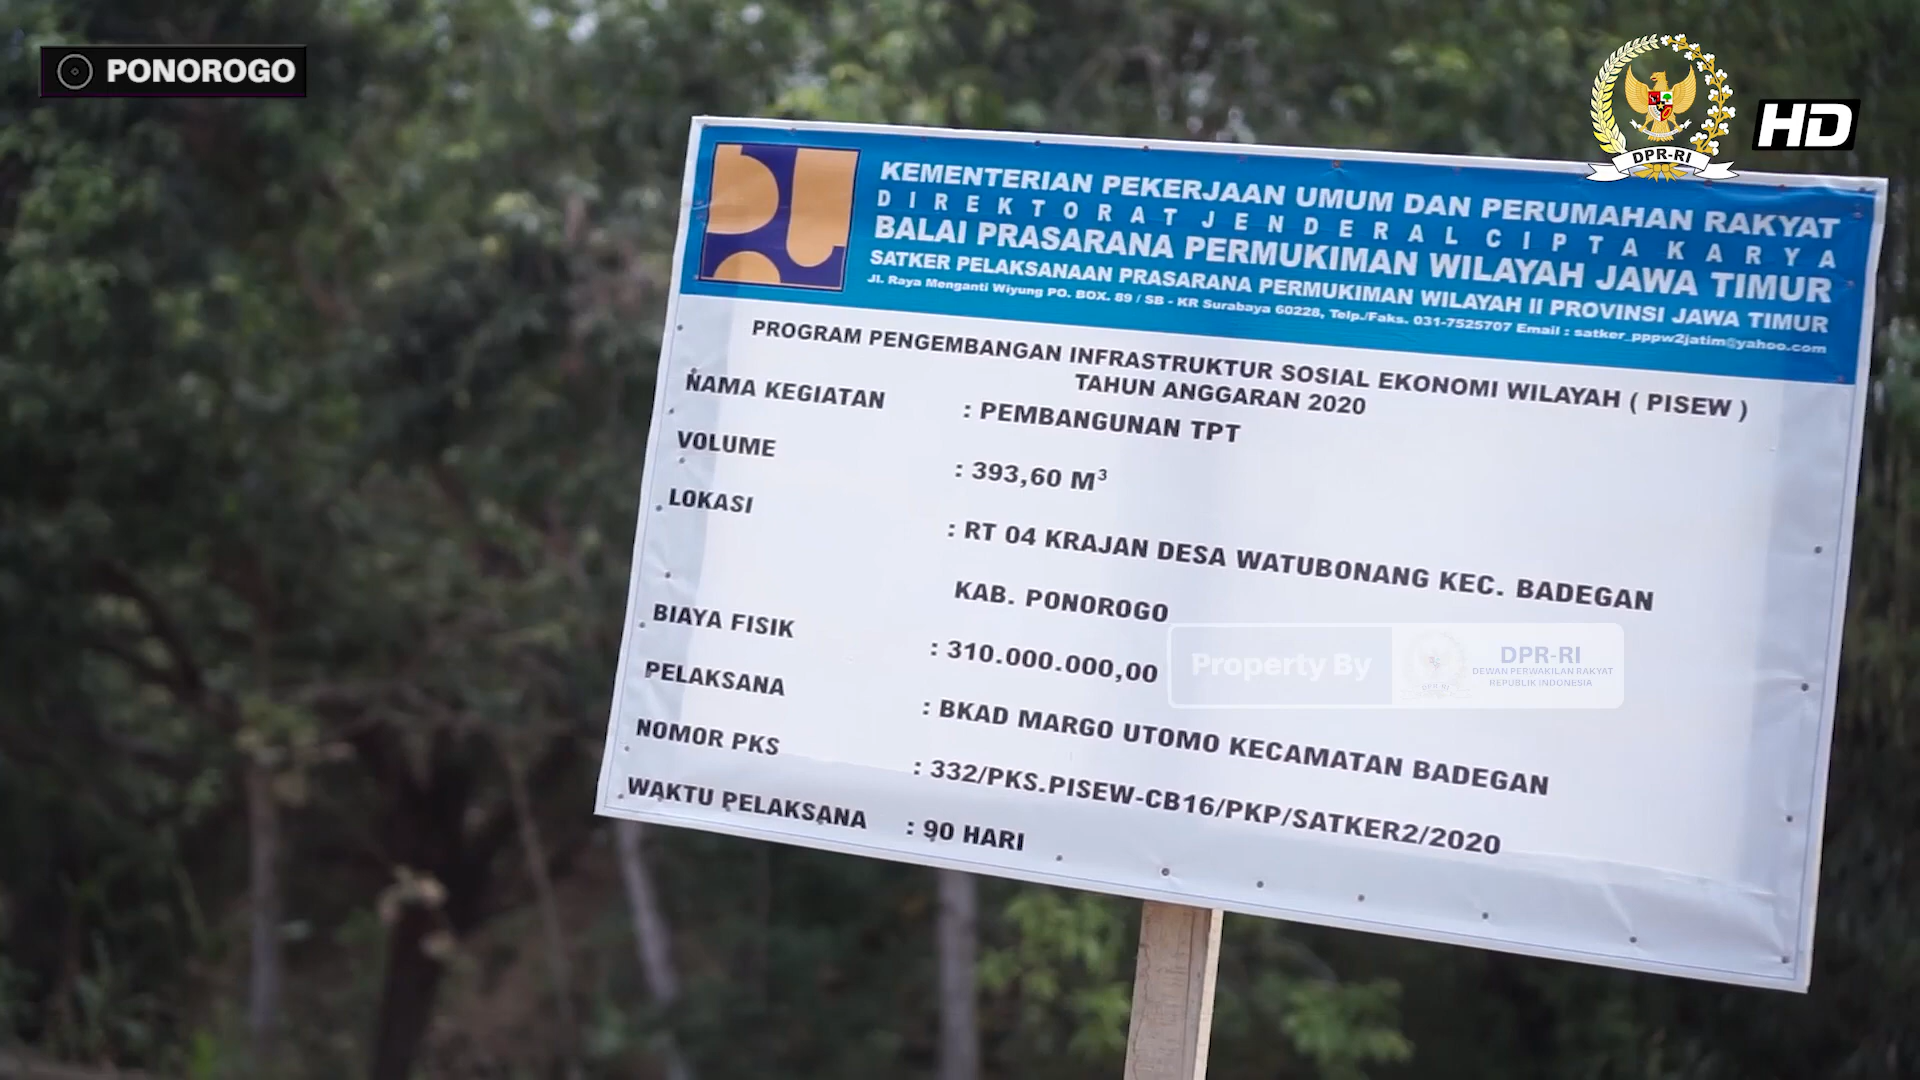 PONOROGO
DPR-RI
HD
KEMENTERIAN PEKERJAAN UMUM DAN PERUMAHAN RAKYAT
DIREKTORAT JENDERAL CIPTA KARYA
BALAI PRASARANA PERMUKIMAN WILAYAH JAWA TIMUR
SATKER PELAKSANAAN PRASARANA PERMUKIMAN WILAYAH II PROVINSI JAWA TIMUR
Jl. Raya Menganti Wiyung PO. BOX. 89 / SB - KR Surabaya 60228, Telp./Faks. 031-7525707 Email : satker_pppw2jatim@yahoo.com
PROGRAM PENGEMBANGAN INFRASTRUKTUR SOSIAL EKONOMI WILAYAH ( PISEW )
TAHUN ANGGARAN 2020
NAMA KEGIATAN : PEMBANGUNAN TPT
VOLUME : 393,60 M³
LOKASI : RT 04 KRAJAN DESA WATUBONANG KEC. BADEGAN
KAB. PONOROGO
BIAYA FISIK : 310.000.000,00
PELAKSANA : BKAD MARGO UTOMO KECAMATAN BADEGAN
NOMOR PKS : 332/PKS.PISEW-CB16/PKP/SATKER2/2020
WAKTU PELAKSANA : 90 HARI
Property By
DPR-RI
DPR-RI
DEWAN PERWAKILAN RAKYAT
REPUBLIK INDONESIA